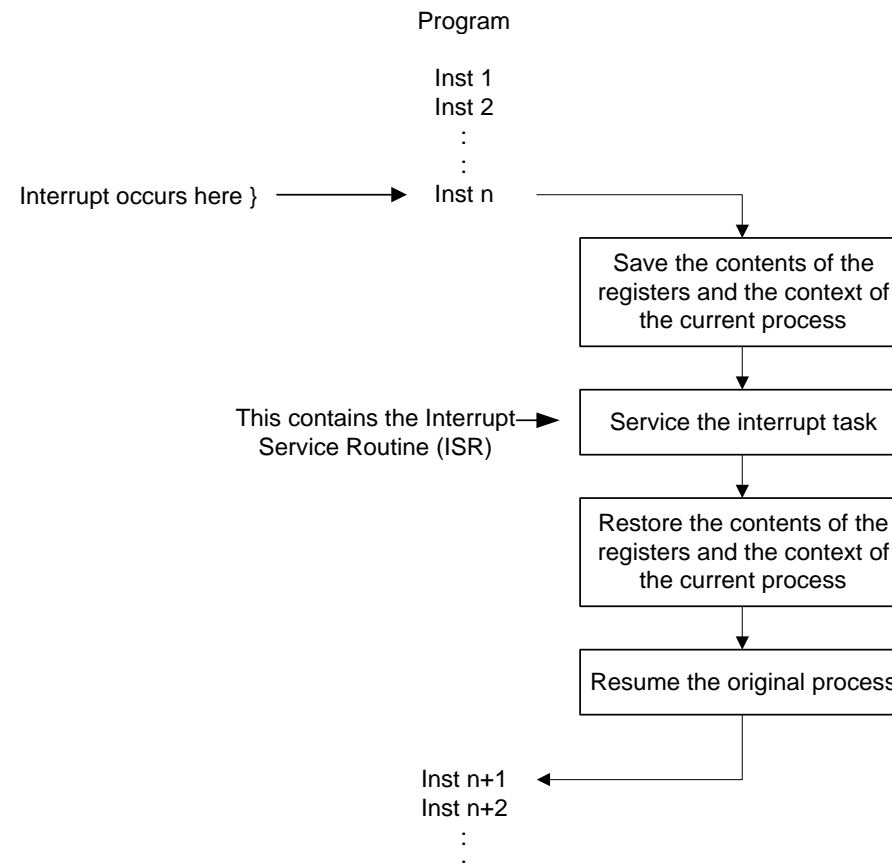 Program
Inst 1
Inst 2
:
:
Interrupt occurs here }
Inst n
Save the contents of the
registers and the context of
the current process
This contains the Interrupt
Service Routine (ISR)
Service the interrupt task
Restore the contents of the
registers and the context of
the current process
Resume the original process
Inst n+1
Inst n+2
:
.